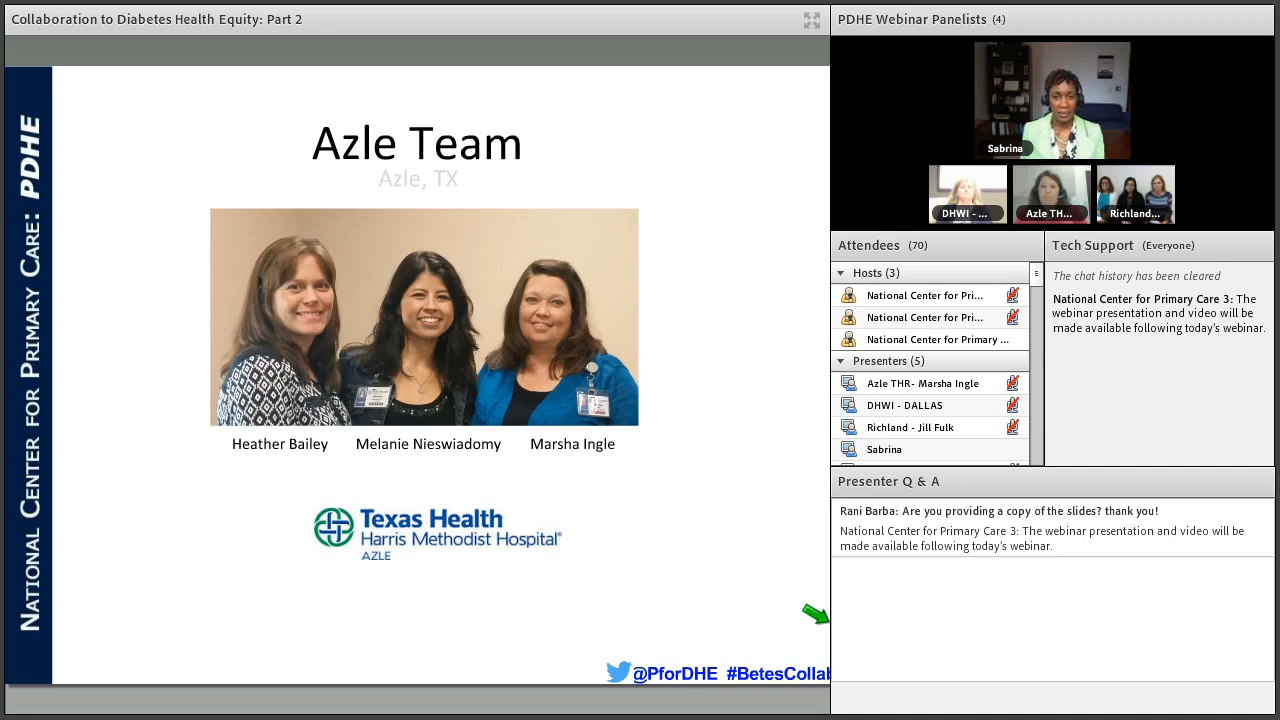 Collaboration to Diabetes Health Equity: Part 2
NATIONAL CENTER FOR PRIMARY CARE: PDHE
Azle Team
Azle, TX
Heather Bailey Melanie Nieswiadomy Marsha Ingle
Texas Health
Harris Methodist Hospital®
AZLE
@PforDHE #BetesCollab
PDHE Webinar Panelists (4)
Sabrina
DHWI - ... Azle TH... Richland...
Attendees (70)
Hosts (3)
National Center for Pri...
National Center for Pri...
National Center for Primary ...
Presenters (5)
Azle THR- Marsha Ingle
DHWI - DALLAS
Richland - Jill Fulk
Sabrina
Tech Support (Everyone)
The chat history has been cleared
National Center for Primary Care 3: The
webinar presentation and video will be
made available following today's webinar.
Presenter Q & A
Rani Barba: Are you providing a copy of the slides? thank you!
National Center for Primary Care 3: The webinar presentation and video will be
made available following today's webinar.